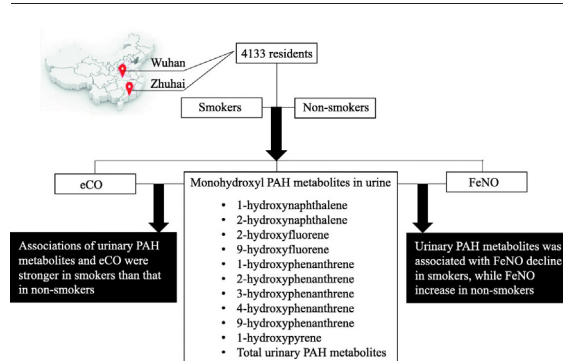 4133 residents
Wuhan
Zhuhai
Smokers
Non-smokers
eCO
Monohydroxyl PAH metabolites in urine
• 1-hydroxynaphthalene
• 2-hydroxynaphthalene
• 2-hydroxyfluorene
• 9-hydroxyfluorene
• 1-hydroxyphenanthrene
• 2-hydroxyphenanthrene
• 3-hydroxyphenanthrene
• 4-hydroxyphenanthrene
• 9-hydroxyphenanthrene
• 1-hydroxypyrene
• Total urinary PAH metabolites
FeNO
Associations of urinary PAH
metabolites and eCO were
stronger in smokers than that
in non-smokers
Urinary PAH metabolites was
associated with FeNO decline
in smokers, while FeNO
increase in non-smokers